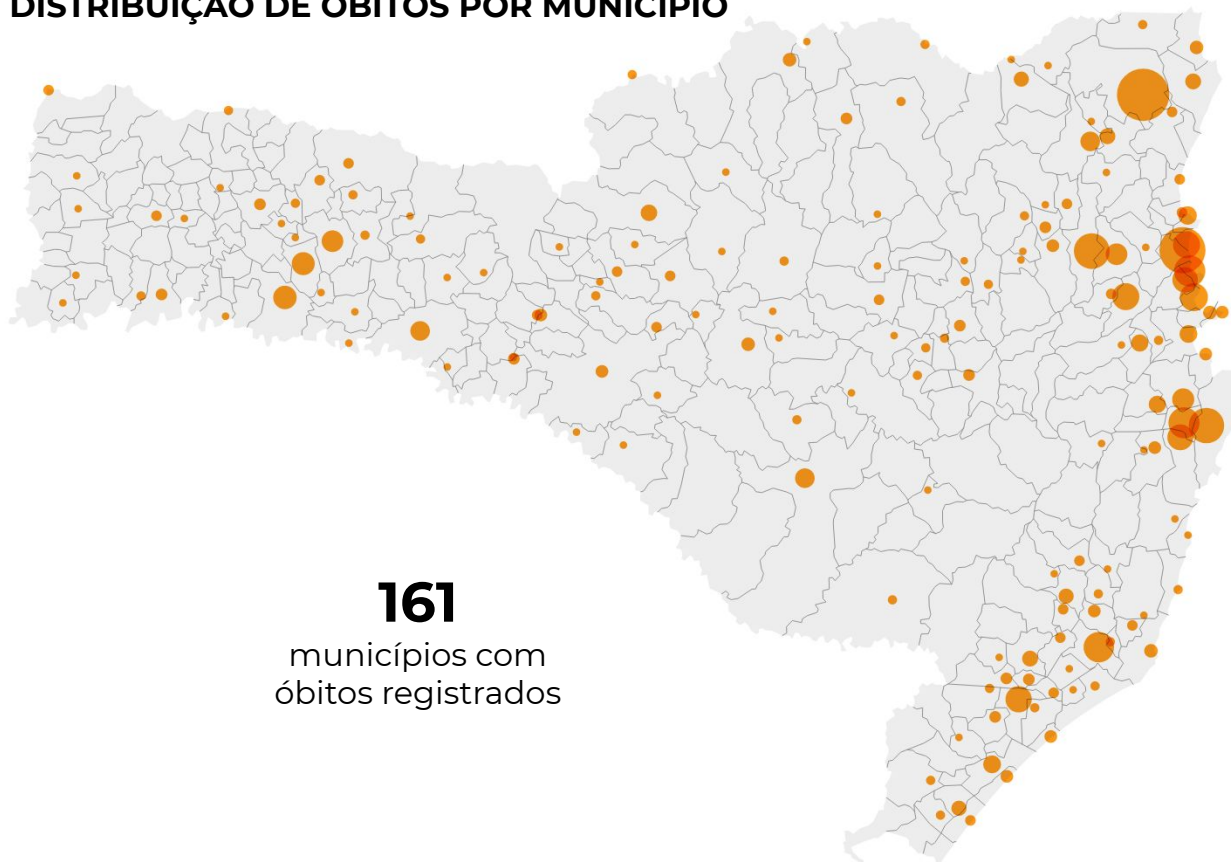 DISTRIBUIÇÃO DE ÓBITOS POR MUNICÍPIO
161
municípios com
óbitos registrados